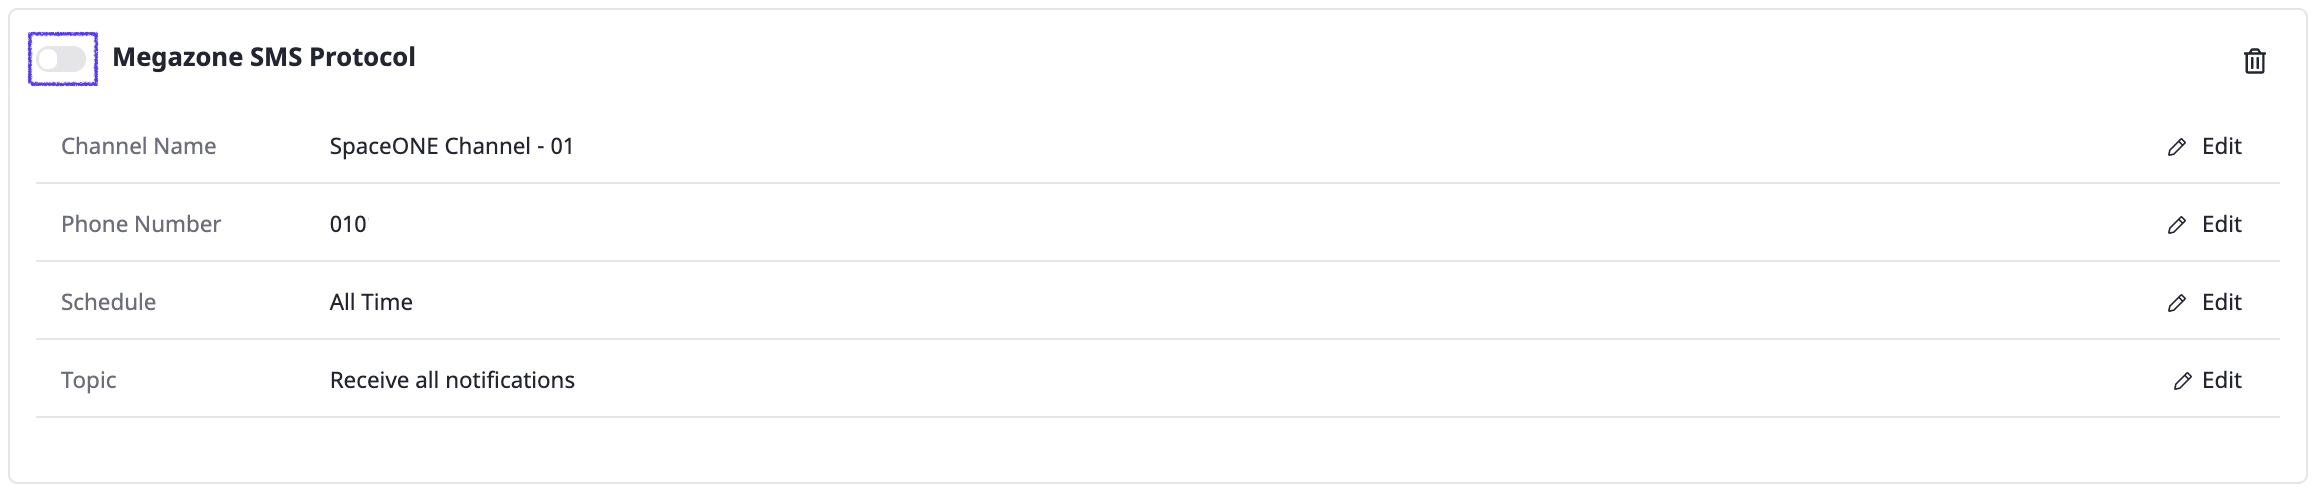 Megazone SMS Protocol
Channel Name SpaceONE Channel - 01 Edit
Phone Number 010 Edit
Schedule All Time Edit
Topic Receive all notifications Edit